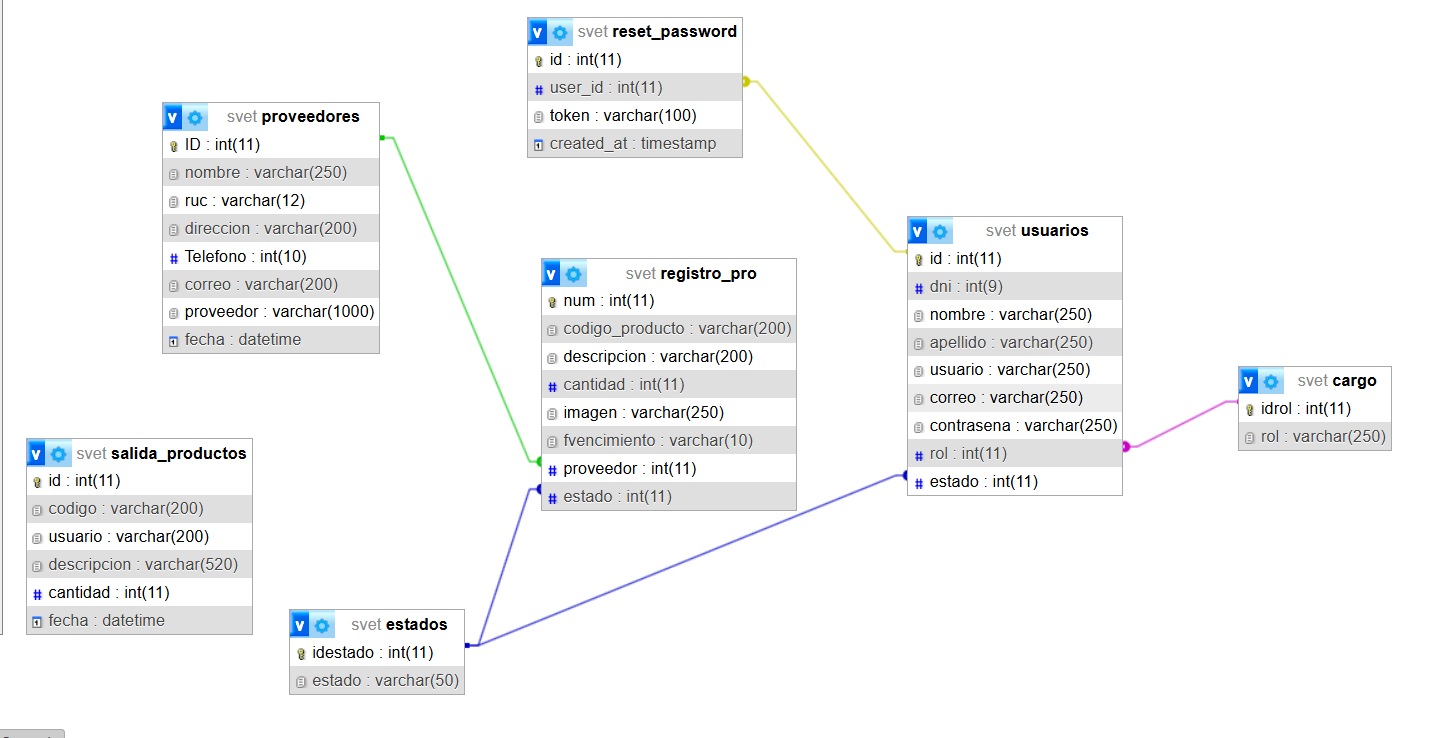 svet reset_password
id : int(11)
user_id : int(11)
token : varchar(100)
created_at : timestamp
svet proveedores
ID : int(11)
nombre : varchar(250)
ruc : varchar(12)
direccion : varchar(200)
Telefono : int(10)
correo : varchar(200)
proveedor : varchar(1000)
fecha : datetime
svet registro_pro
num : int(11)
codigo_producto : varchar(200)
descripcion : varchar(200)
cantidad : int(11)
imagen : varchar(250)
fvencimiento : varchar(10)
proveedor : int(11)
estado : int(11)
svet usuarios
id : int(11)
dni : int(9)
nombre : varchar(250)
apellido : varchar(250)
usuario : varchar(250)
correo : varchar(250)
contrasena : varchar(250)
rol : int(11)
estado : int(11)
svet cargo
idrol : int(11)
rol : varchar(250)
svet salida_productos
id : int(11)
codigo : varchar(200)
usuario : varchar(200)
descripcion : varchar(520)
cantidad : int(11)
fecha : datetime
svet estados
idestado : int(11)
estado : varchar(50)